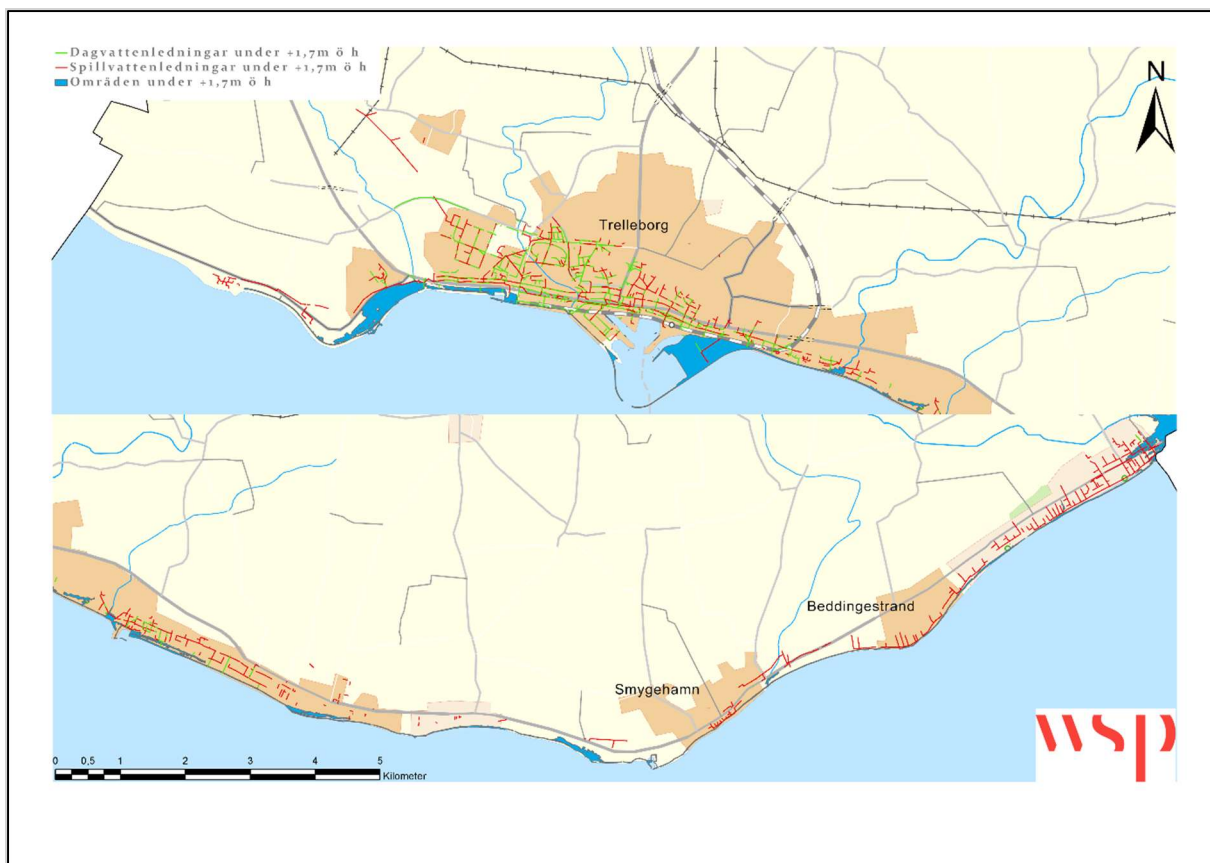 Dagvattenledningar under +1,7m ö h
Spillvattenledningar under +1,7m ö h
Områden under +1,7m ö h
N
Trelleborg
Beddingestrand
Smygehamn
0 0,5 1 2 3 4 5
Kilometer
wsp